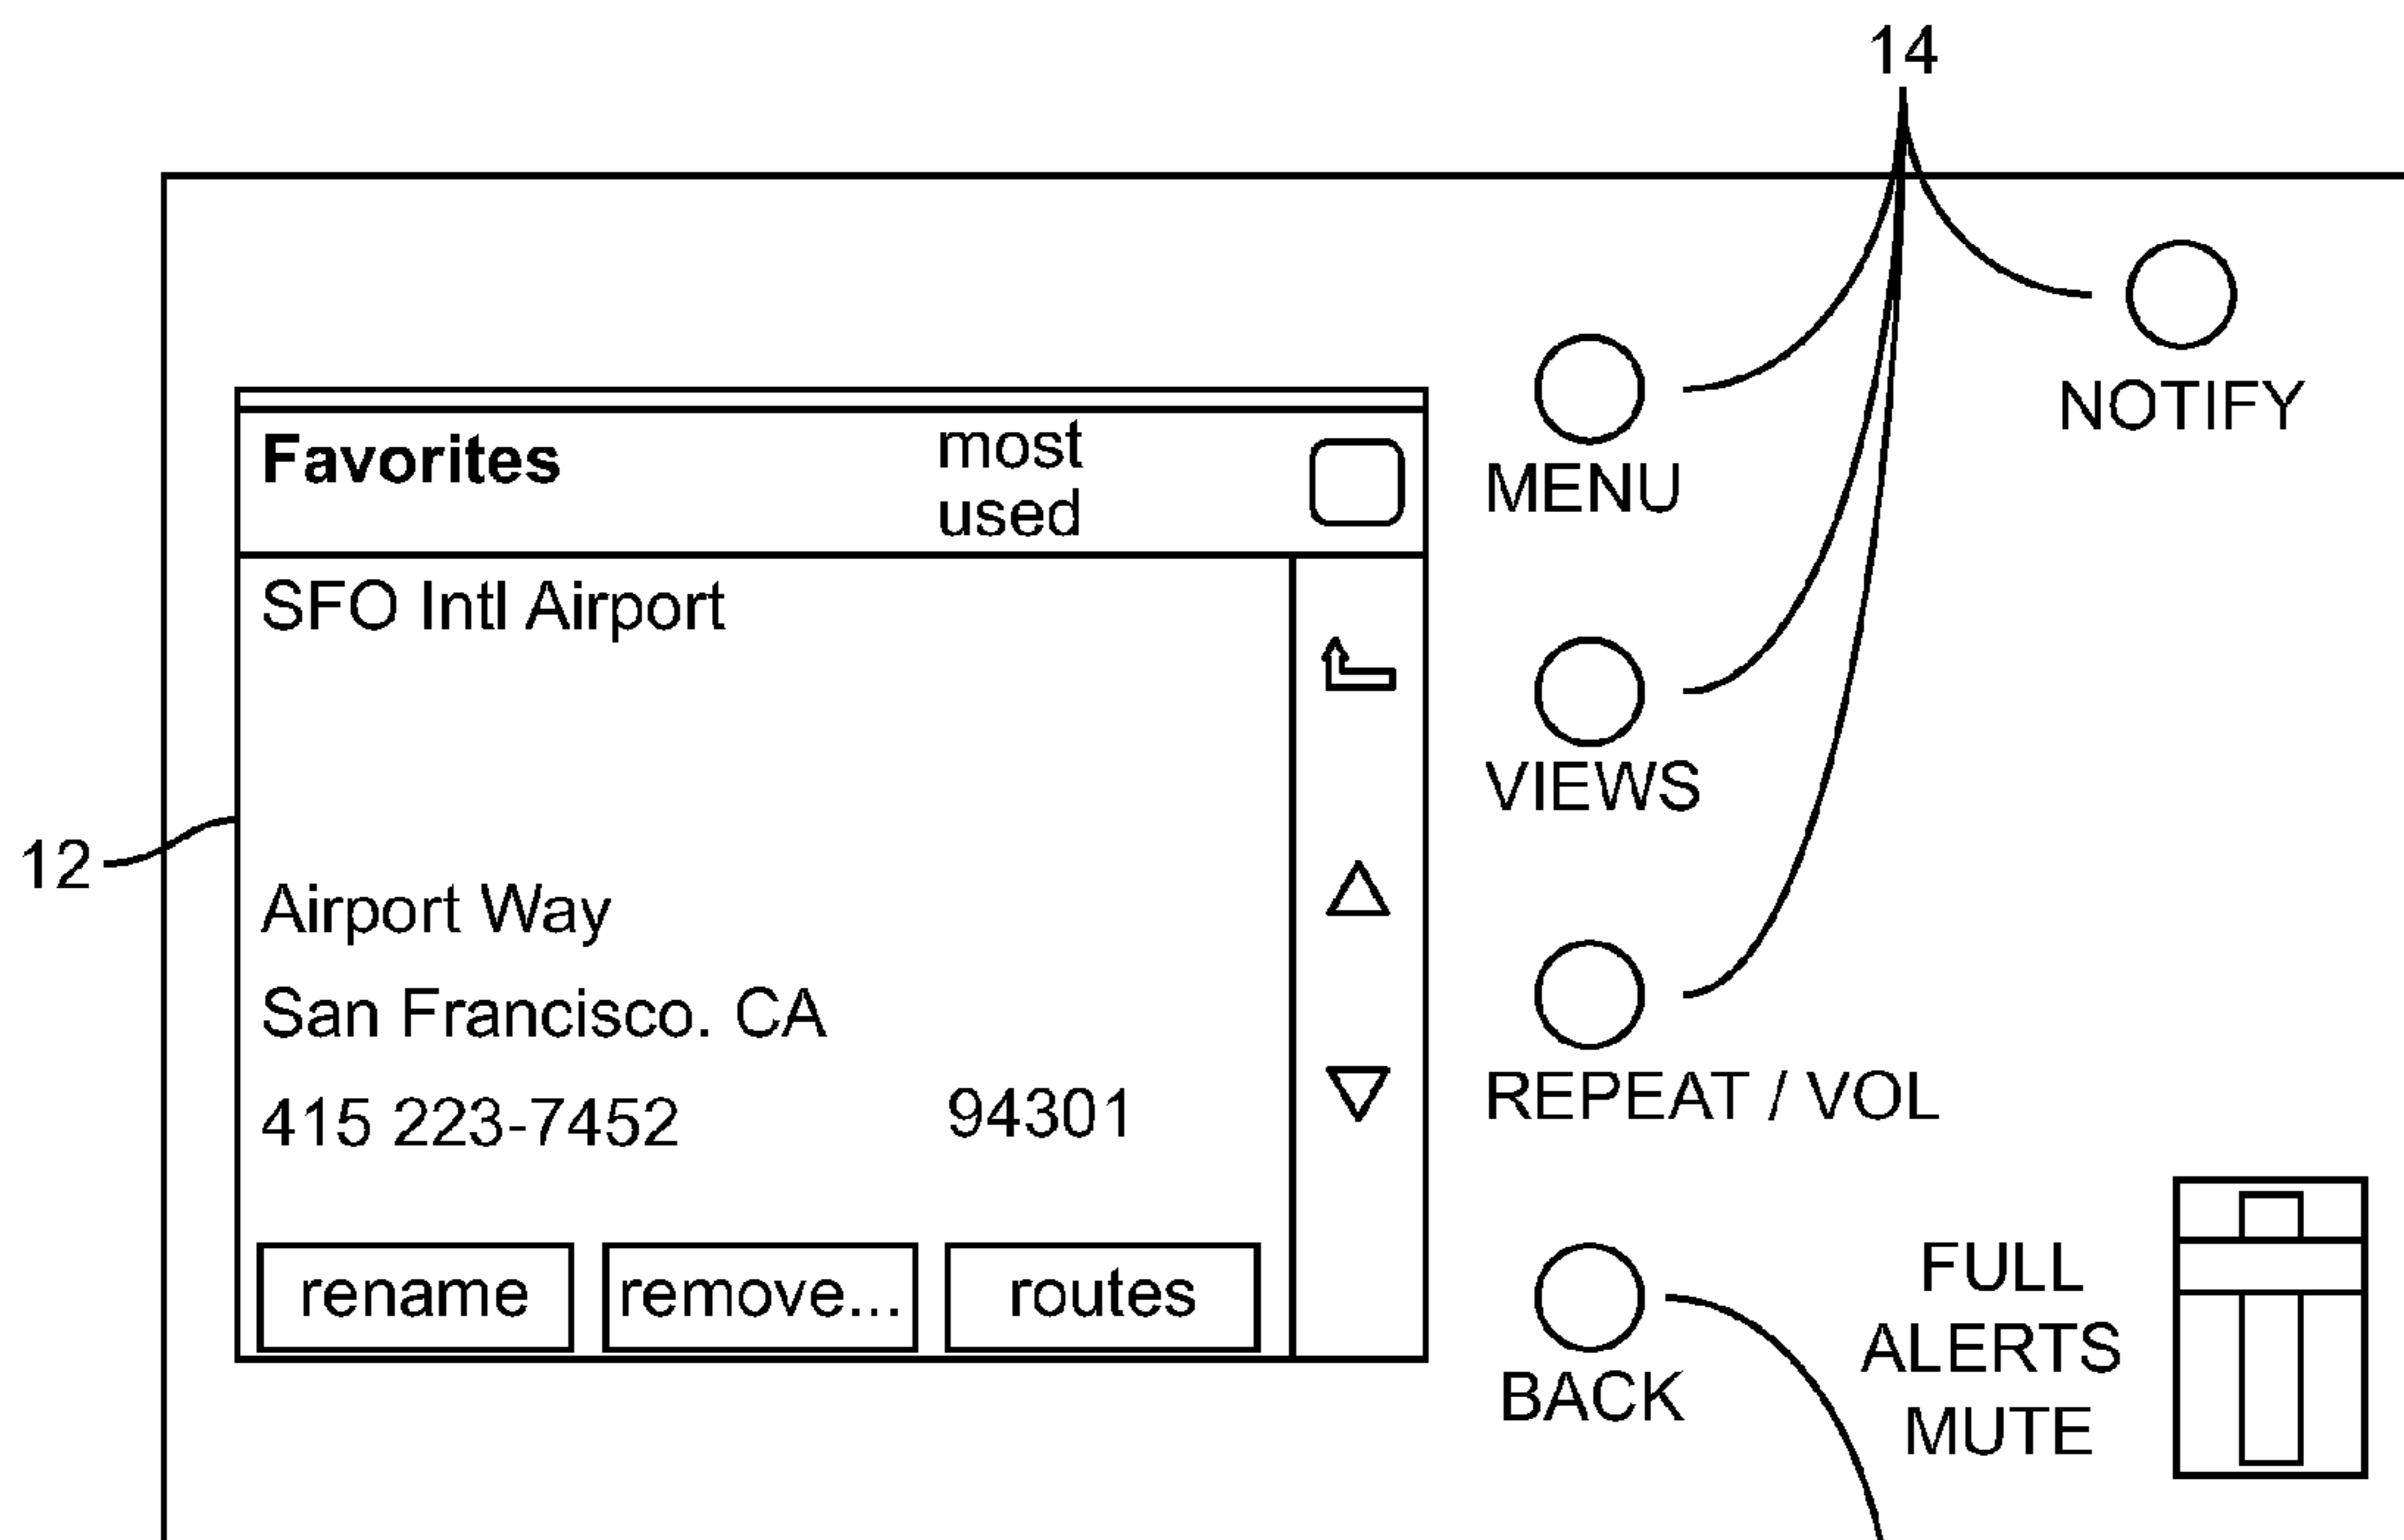 14
NOTIFY
MENU
Favorites
most
used
SFO Intl Airport
VIEWS
12
Airport Way
San Francisco. CA
415 223-7452 94301
REPEAT / VOL
rename remove... routes
BACK
FULL
ALERTS
MUTE